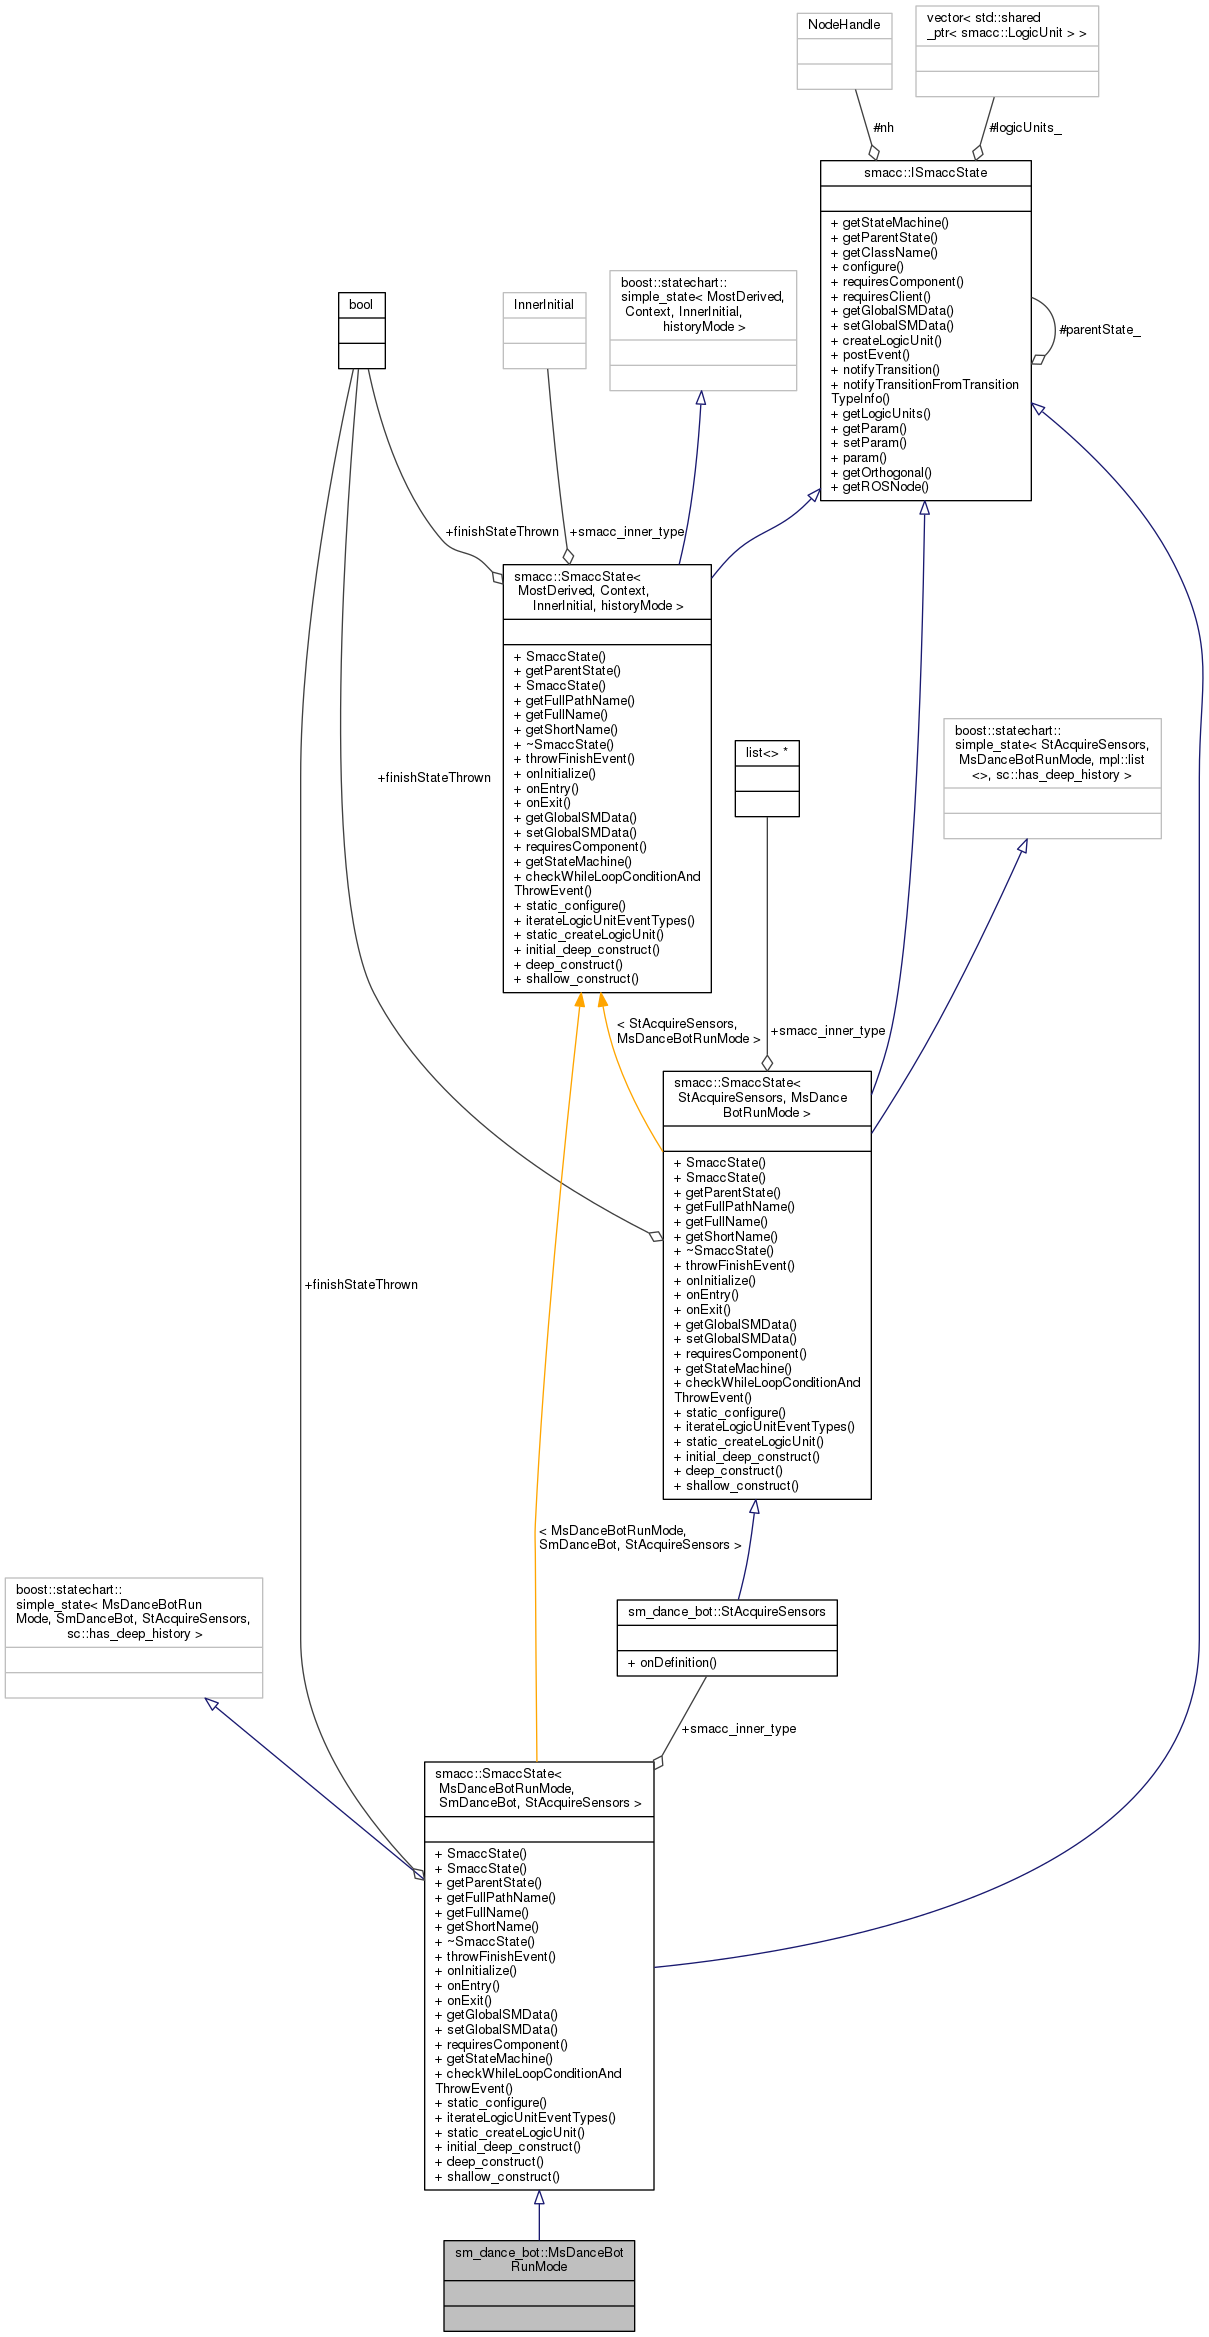 NodeHandle
vector< std::shared
_ptr< smacc::LogicUnit > >
#nh
#logicUnits_
smacc::ISmaccState
+ getStateMachine()
+ getParentState()
+ getClassName()
+ configure()
+ requiresComponent()
+ requiresClient()
+ getGlobalSMData()
+ setGlobalSMData()
+ createLogicUnit()
+ postEvent()
+ notifyTransition()
+ notifyTransitionFromTransition
TypeInfo()
+ getLogicUnits()
+ getParam()
+ setParam()
+ param()
+ getOrthogonal()
+ getROSNode()
#parentState_
bool
InnerInitial
boost::statechart::
simple_state< MostDerived,
Context, InnerInitial,
historyMode >
+finishStateThrown
+smacc_inner_type
smacc::SmaccState<
MostDerived, Context,
InnerInitial, historyMode >
+ SmaccState()
+ getParentState()
+ SmaccState()
+ getFullPathName()
+ getFullName()
+ getShortName()
+ ~SmaccState()
+ throwFinishEvent()
+ onInitialize()
+ onEntry()
+ onExit()
+ getGlobalSMData()
+ setGlobalSMData()
+ requiresComponent()
+ getStateMachine()
+ checkWhileLoopConditionAnd
ThrowEvent()
+ static_configure()
+ iterateLogicUnitEventTypes()
+ static_createLogicUnit()
+ initial_deep_construct()
+ deep_construct()
+ shallow_construct()
+finishStateThrown
list<> *
boost::statechart::
simple_state< StAcquireSensors,
MsDanceBotRunMode, mpl::list
<>, sc::has_deep_history >
< StAcquireSensors,
MsDanceBotRunMode >
+smacc_inner_type
smacc::SmaccState<
StAcquireSensors, MsDance
BotRunMode >
+ SmaccState()
+ SmaccState()
+ getParentState()
+ getFullPathName()
+ getFullName()
+ getShortName()
+ ~SmaccState()
+ throwFinishEvent()
+ onInitialize()
+ onEntry()
+ onExit()
+ getGlobalSMData()
+ setGlobalSMData()
+ requiresComponent()
+ getStateMachine()
+ checkWhileLoopConditionAnd
ThrowEvent()
+ static_configure()
+ iterateLogicUnitEventTypes()
+ static_createLogicUnit()
+ initial_deep_construct()
+ deep_construct()
+ shallow_construct()
+finishStateThrown
< MsDanceBotRunMode,
SmDanceBot, StAcquireSensors >
boost::statechart::
simple_state< MsDanceBotRun
Mode, SmDanceBot, StAcquireSensors,
sc::has_deep_history >
sm_dance_bot::StAcquireSensors
+ onDefinition()
+smacc_inner_type
smacc::SmaccState<
MsDanceBotRunMode,
SmDanceBot, StAcquireSensors >
+ SmaccState()
+ SmaccState()
+ getParentState()
+ getFullPathName()
+ getFullName()
+ getShortName()
+ ~SmaccState()
+ throwFinishEvent()
+ onInitialize()
+ onEntry()
+ onExit()
+ getGlobalSMData()
+ setGlobalSMData()
+ requiresComponent()
+ getStateMachine()
+ checkWhileLoopConditionAnd
ThrowEvent()
+ static_configure()
+ iterateLogicUnitEventTypes()
+ static_createLogicUnit()
+ initial_deep_construct()
+ deep_construct()
+ shallow_construct()
sm_dance_bot::MsDanceBot
RunMode